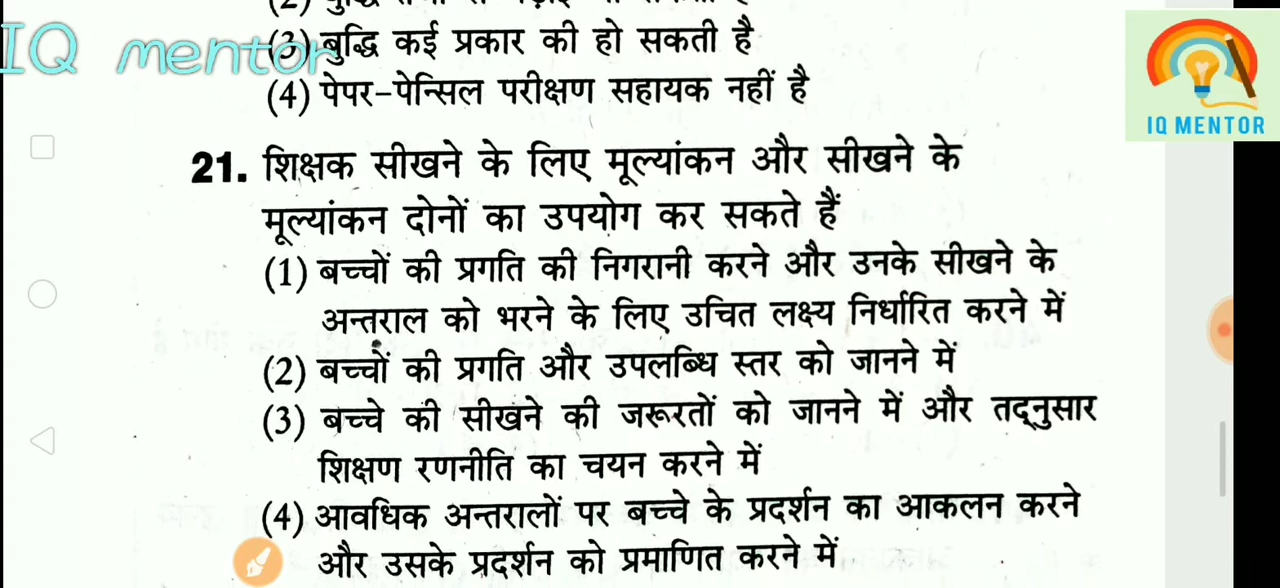 (3) बुद्धि कई प्रकार की हो सकती है
IQ mentor
IQ MENTOR
(4) पेपर-पेन्सिल परीक्षण सहायक नहीं है
21. शिक्षक सीखने के लिए मूल्यांकन और सीखने के
मूल्यांकन दोनों का उपयोग कर सकते हैं
(1) बच्चों की प्रगति की निगरानी करने और उनके सीखने के
अन्तराल को भरने के लिए उचित लक्ष्य निर्धारित करने में
(2) बच्चों की प्रगति और उपलब्धि स्तर को जानने में
(3) बच्चे की सीखने की जरूरतों को जानने में और तद्नुसार
शिक्षण रणनीति का चयन करने में
(4) आवधिक अन्तरालों पर बच्चे के प्रदर्शन का आकलन करने
और उसके प्रदर्शन को प्रमाणित करने में